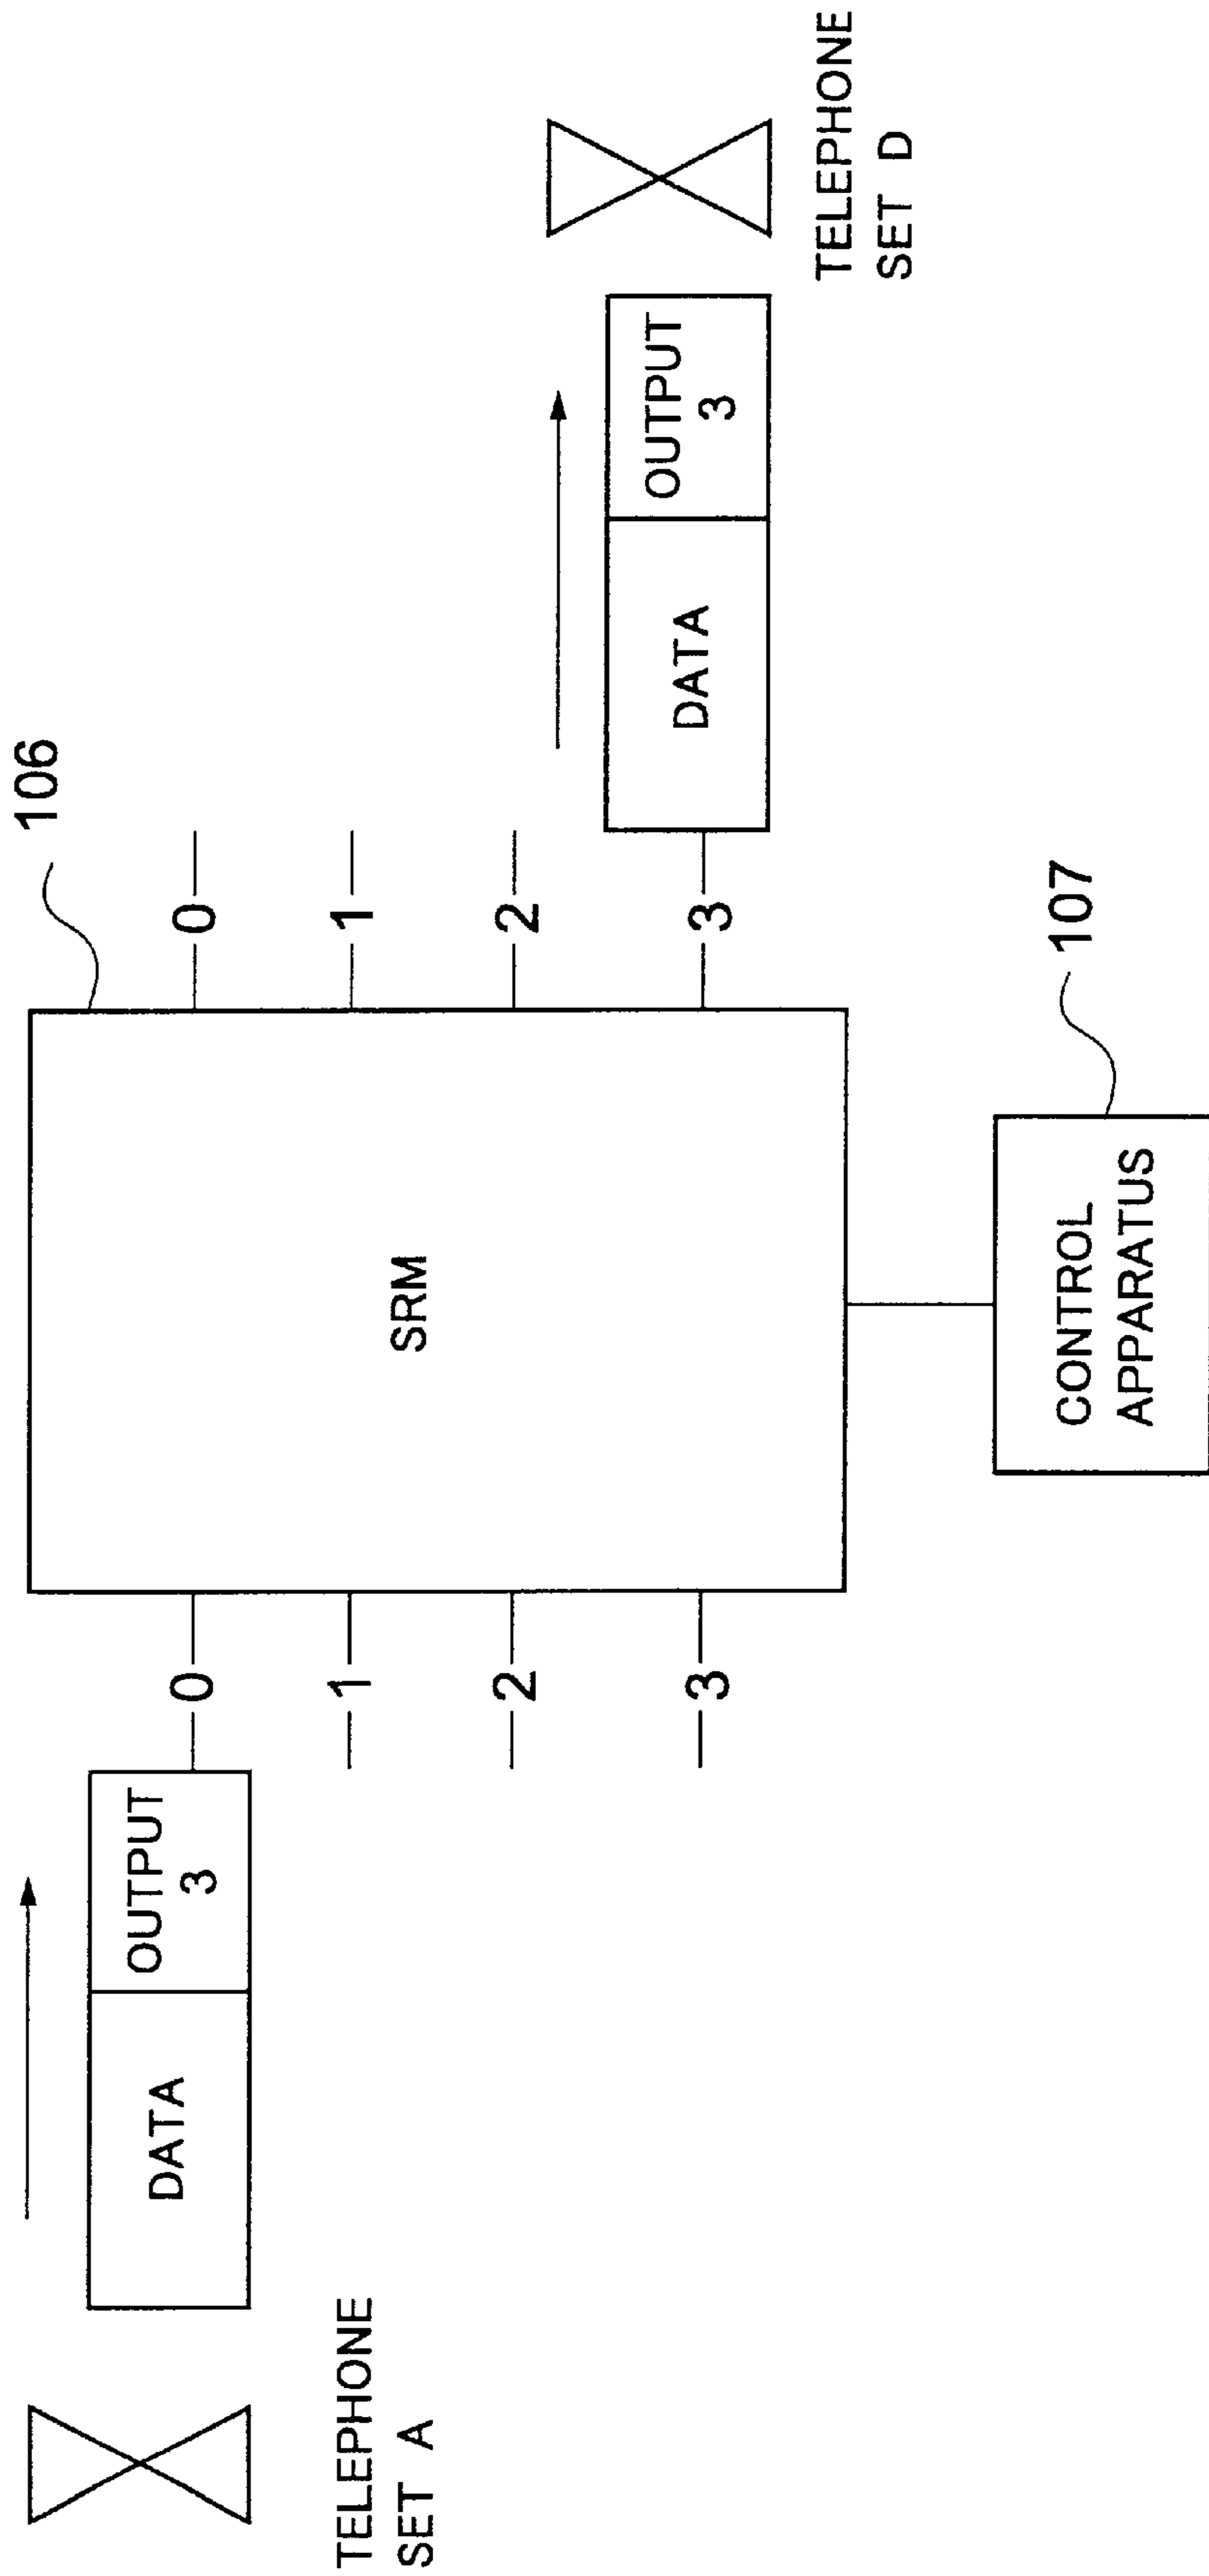 106
DATA
OUTPUT
3
0
1
2
3
SRM
0
1
2
3
DATA
OUTPUT
3
TELEPHONE
SET A
TELEPHONE
SET D
CONTROL
APPARATUS
107